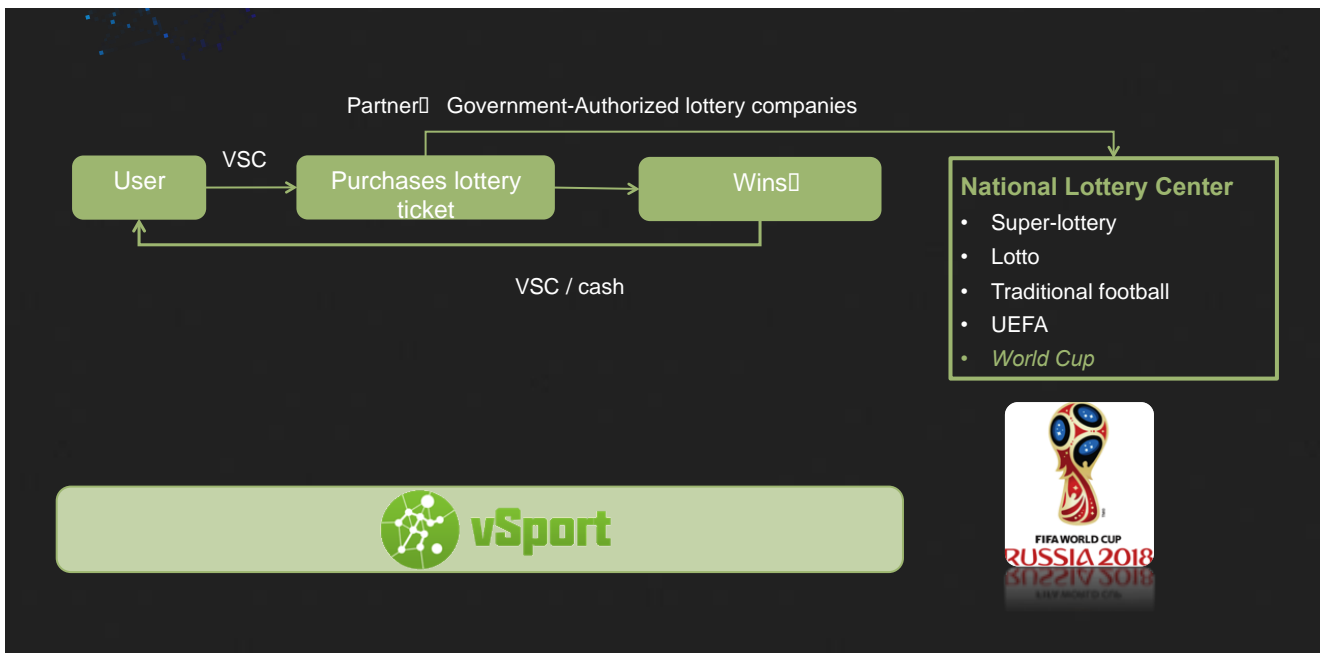 Partner Government-Authorized lottery companies
VSC
User
Purchases lottery
ticket
Wins
VSC / cash
National Lottery Center
• Super-lottery
• Lotto
• Traditional football
• UEFA
• World Cup
vSport
FIFA WORLD CUP
RUSSIA 2018